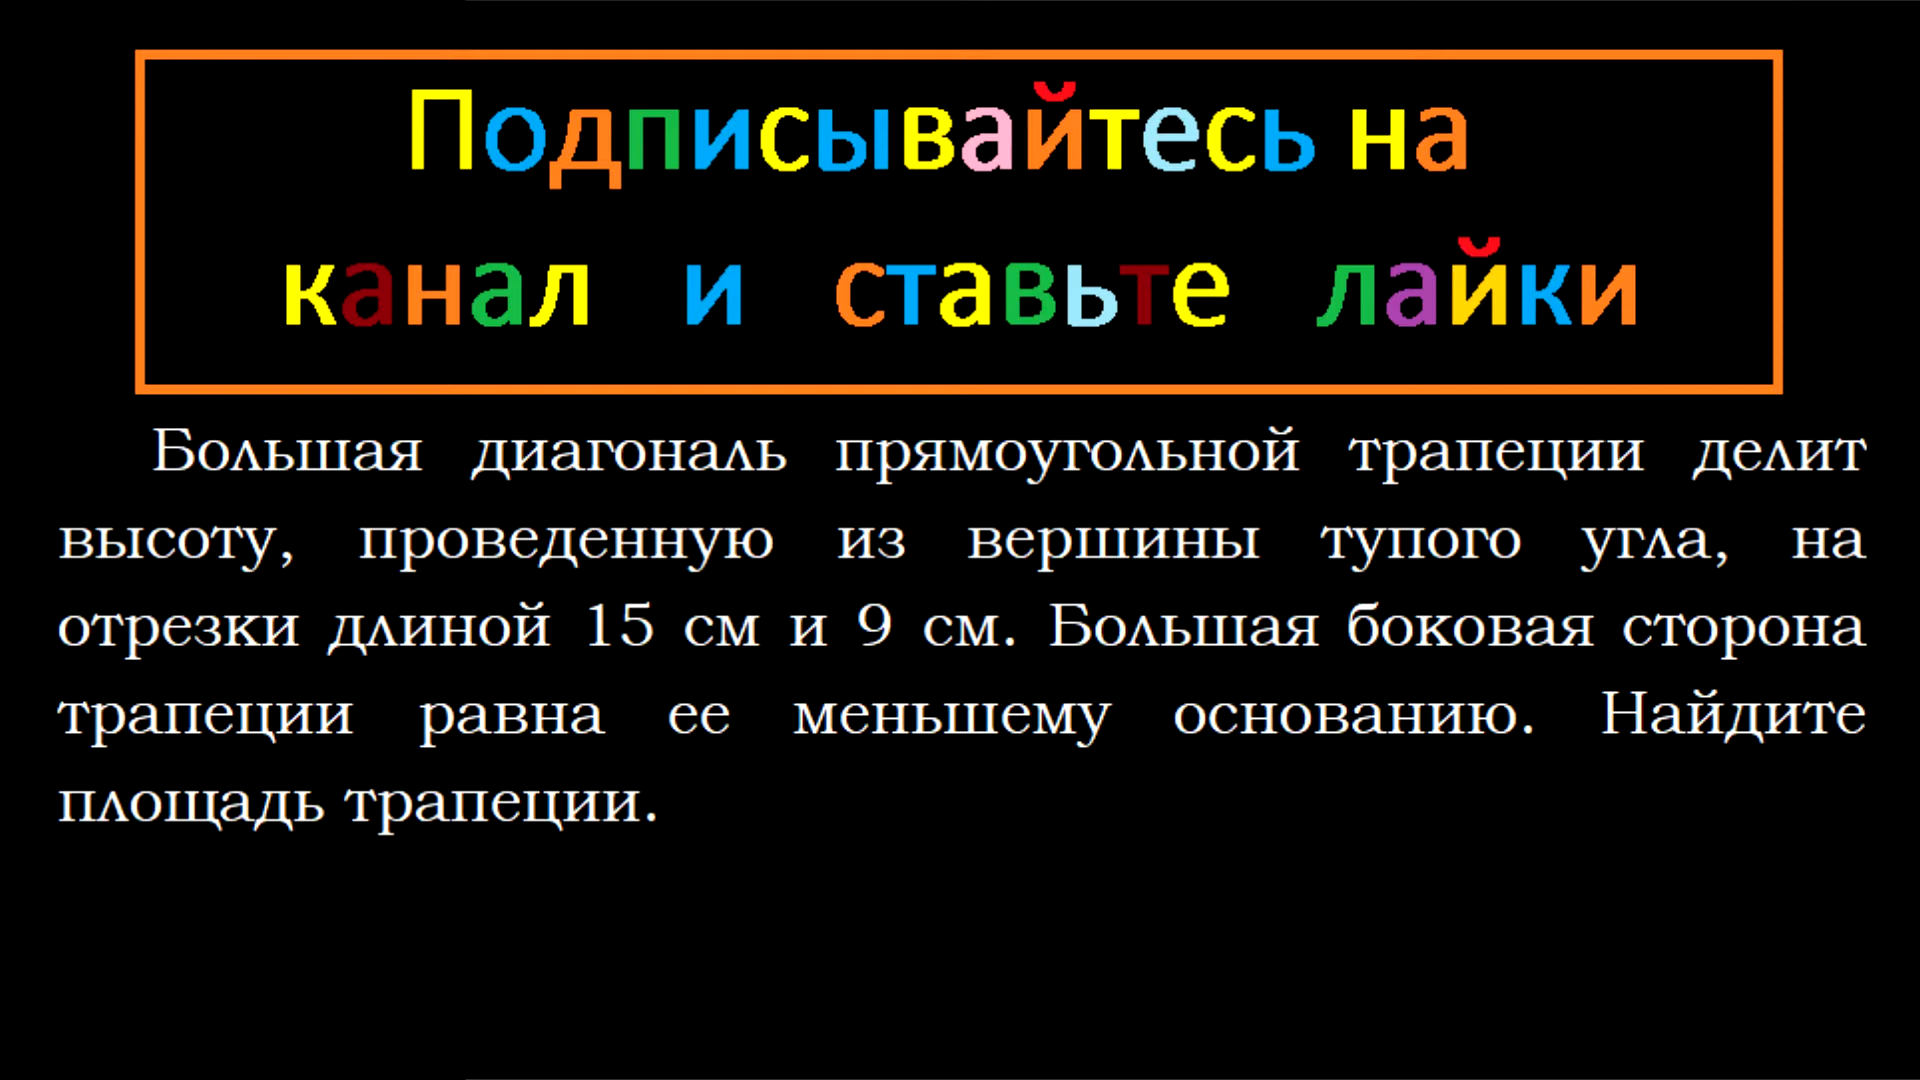 Подписывайтесь на
канал и ставьте лайки
Большая диагональ прямоугольной трапеции делит
высоту, проведенную из вершины тупого угла, на
отрезки длиной 15 см и 9 см. Большая боковая сторона
трапеции равна ее меньшему основанию. Найдите
площадь трапеции.